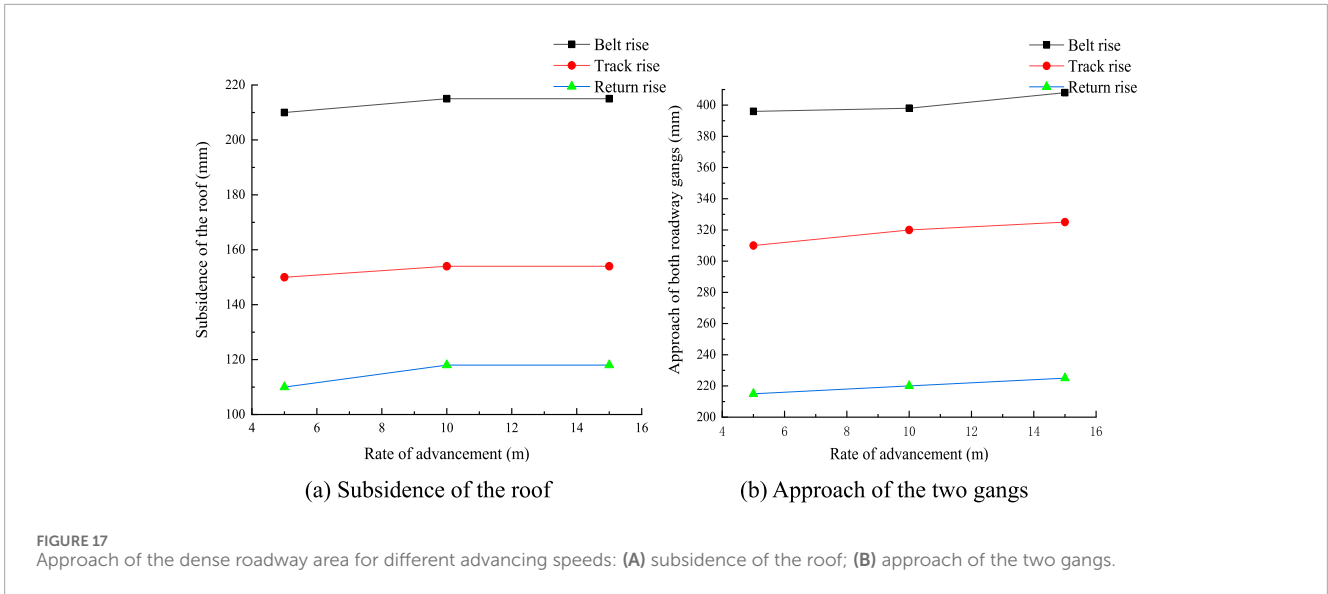 Belt rise
Track rise
Return rise
220
200
180
160
140
120
100
Subsidence of the roof (mm)
4 6 8 10 12 14 16
Rate of advancement (m)
(a) Subsidence of the roof
Belt rise
Track rise
Return rise
400
380
360
340
320
300
280
260
240
220
200
Approach of both roadway gangs (mm)
4 6 8 10 12 14 16
Rate of advancement (m)
(b) Approach of the two gangs
FIGURE 17
Approach of the dense roadway area for different advancing speeds: (A) subsidence of the roof; (B) approach of the two gangs.